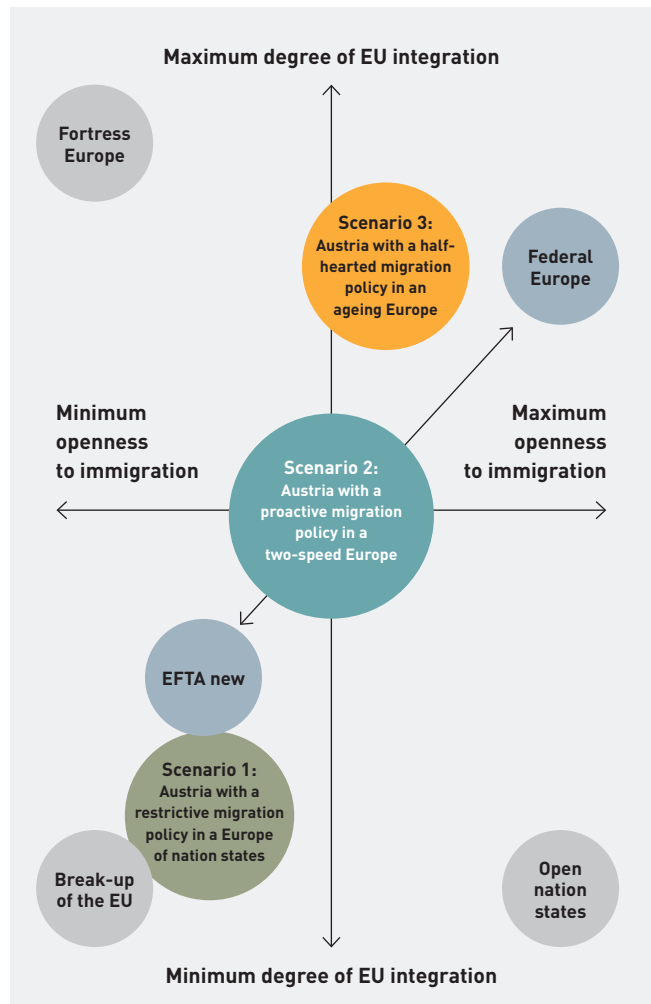 Maximum degree of EU integration
Fortress
Europe
Scenario 3:
Austria with a half-
hearted migration
policy in an
ageing Europe
Federal
Europe
Minimum
openness
to immigration
Maximum
openness
to immigration
Scenario 2:
Austria with a
proactive migration
policy in a
two-speed Europe
EFTA new
Scenario 1:
Austria with a
restrictive migration
policy in a Europe
of nation states
Break-up
of the EU
Open
nation
states
Minimum degree of EU integration